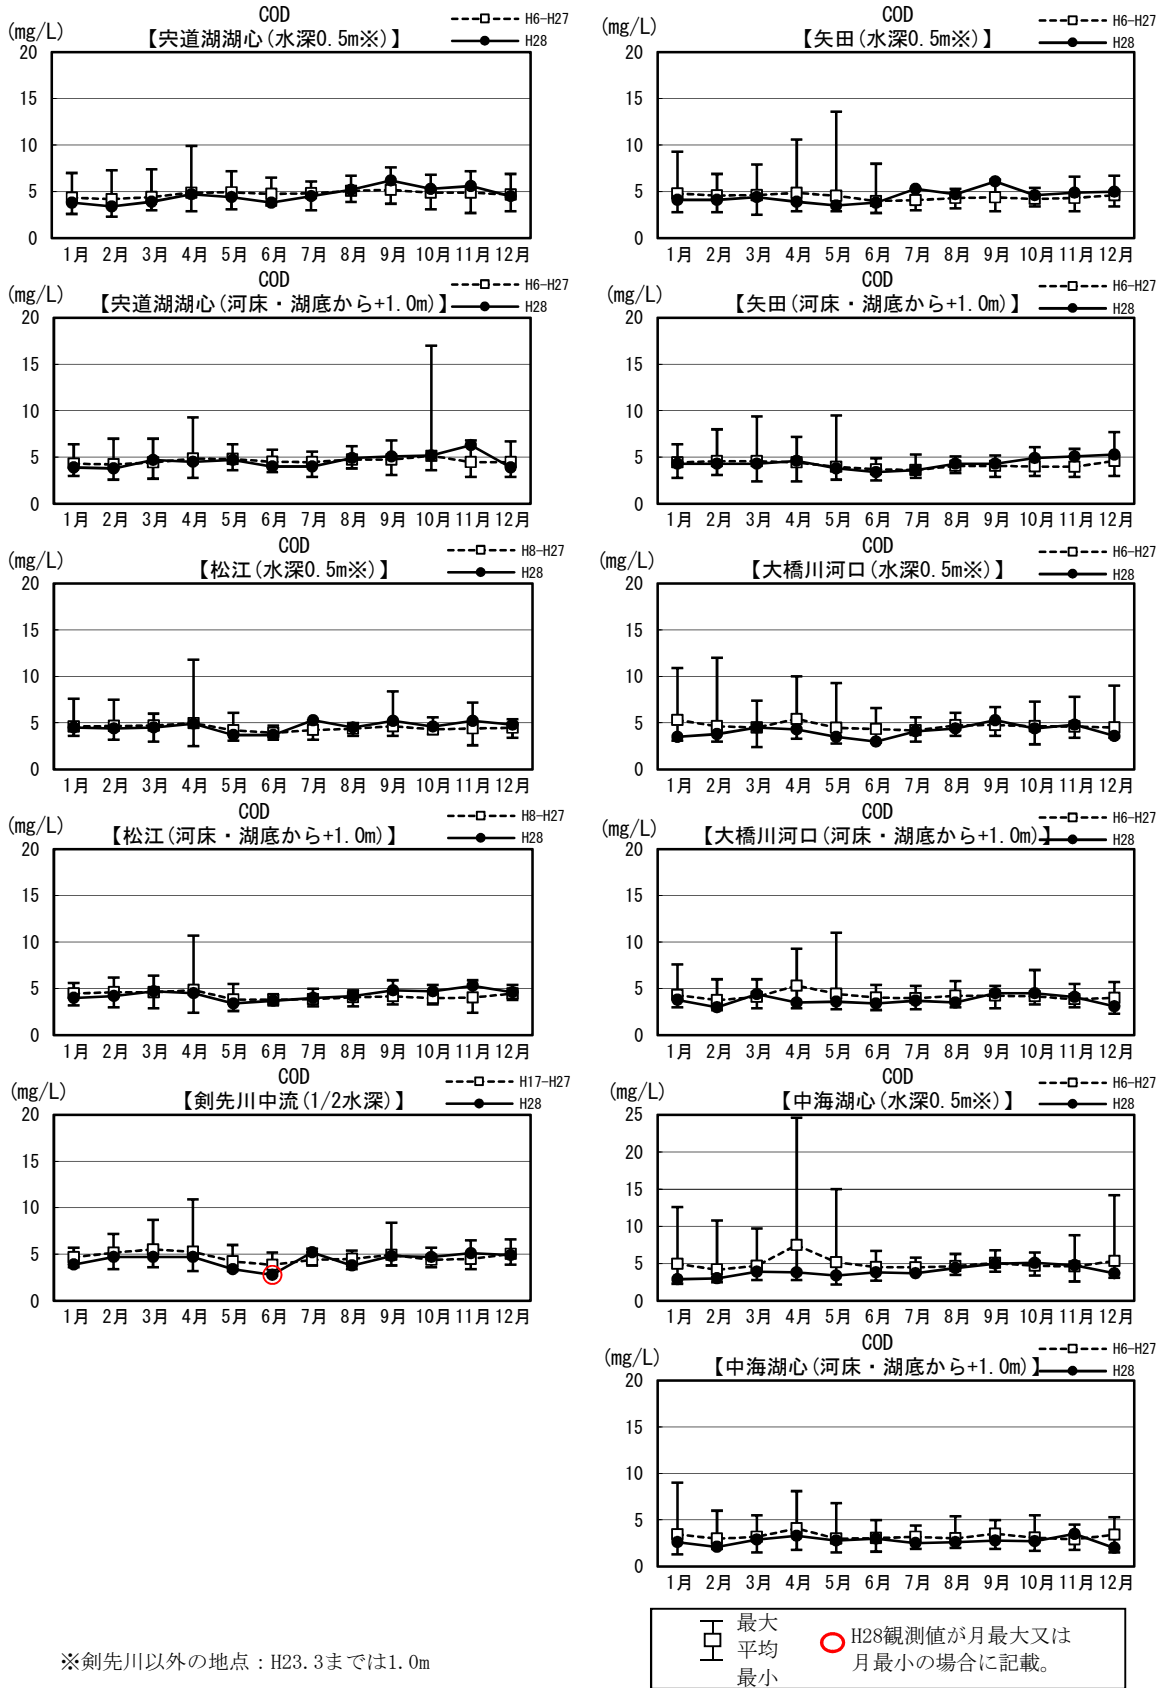 COD
(mg/L)
【宍道湖湖心(水深0.5m※)】
H6-H27
H28
20
15
10
5
0
1月 2月 3月 4月 5月 6月 7月 8月 9月 10月 11月 12月
COD
【矢田(水深0.5m※)】
H6-H27
H28
20
15
10
5
0
1月 2月 3月 4月 5月 6月 7月 8月 9月 10月 11月 12月
COD
(mg/L)
【宍道湖湖心(河床・湖底から+1.0m)】
H6-H27
H28
20
15
10
5
0
1月 2月 3月 4月 5月 6月 7月 8月 9月 10月 11月 12月
COD
(mg/L)
【矢田(河床・湖底から+1.0m)】
H6-H27
H28
20
15
10
5
0
1月 2月 3月 4月 5月 6月 7月 8月 9月 10月 11月 12月
COD
(mg/L)
【松江(水深0.5m※)】
H8-H27
H28
20
15
10
5
0
1月 2月 3月 4月 5月 6月 7月 8月 9月 10月 11月 12月
COD
(mg/L)
【大橋川河口(水深0.5m※)】
H6-H27
H28
20
15
10
5
0
1月 2月 3月 4月 5月 6月 7月 8月 9月 10月 11月 12月
COD
(mg/L)
【松江(河床・湖底から+1.0m)】
H8-H27
H28
20
15
10
5
0
1月 2月 3月 4月 5月 6月 7月 8月 9月 10月 11月 12月
COD
(mg/L)
【大橋川河口(河床・湖底から+1.0m)】
H6-H27
H28
20
15
10
5
0
1月 2月 3月 4月 5月 6月 7月 8月 9月 10月 11月 12月
COD
(mg/L)
【剣先川中流(1/2水深)】
H17-H27
H28
20
15
10
5
0
1月 2月 3月 4月 5月 6月 7月 8月 9月 10月 11月 12月
COD
(mg/L)
【中海湖心(水深0.5m※)】
H6-H27
H28
25
20
15
10
5
0
1月 2月 3月 4月 5月 6月 7月 8月 9月 10月 11月 12月
COD
(mg/L)
【中海湖心(河床・湖底から+1.0m)】
H6-H27
H28
20
15
10
5
0
1月 2月 3月 4月 5月 6月 7月 8月 9月 10月 11月 12月
※剣先川以外の地点：H23.3までは1.0m
最大
平均
最小
H28観測値が月最大又は
月最小の場合に記載。